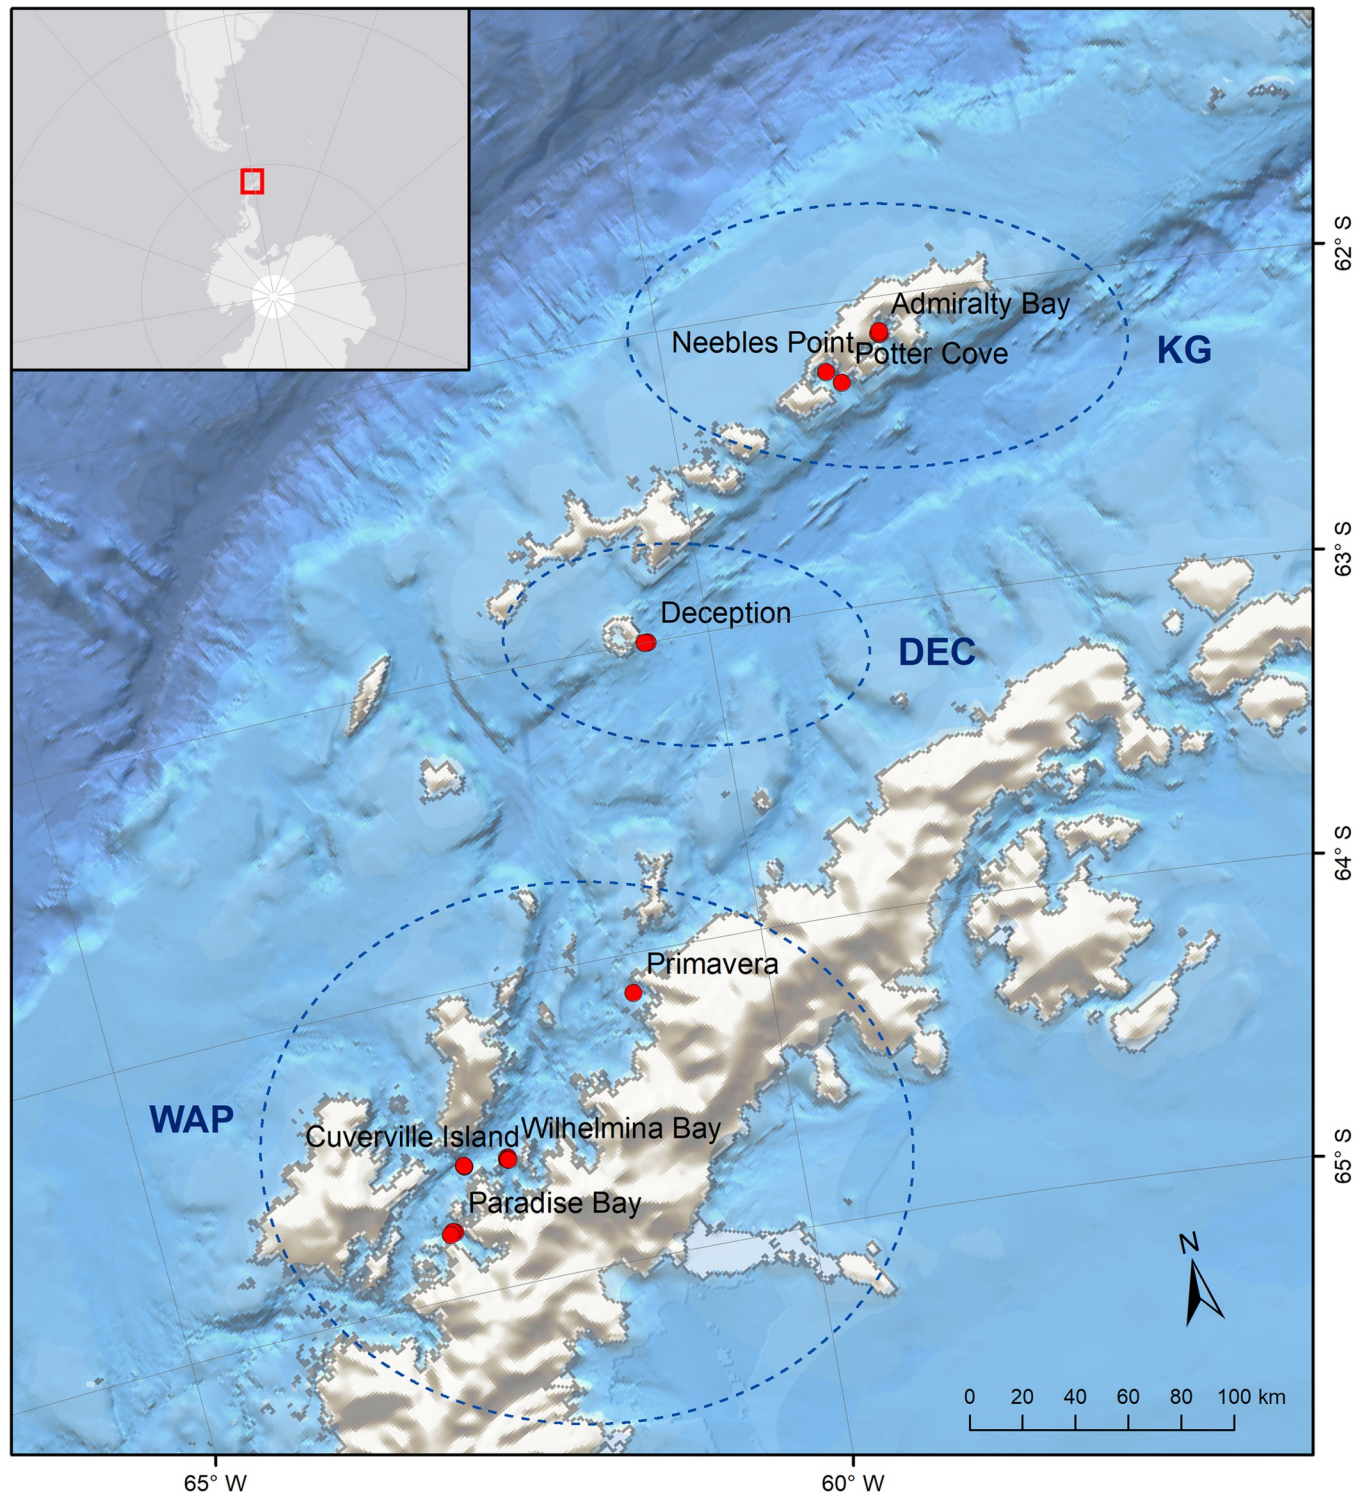 62° S
Admiralty Bay
Neebles Point
Potter Cove
KG
63° S
Deception
DEC
64° S
Primavera
WAP
Cuverville Island
Wilhelmina Bay
65° S
Paradise Bay
N
0 20 40 60 80 100 km
65° W
60° W